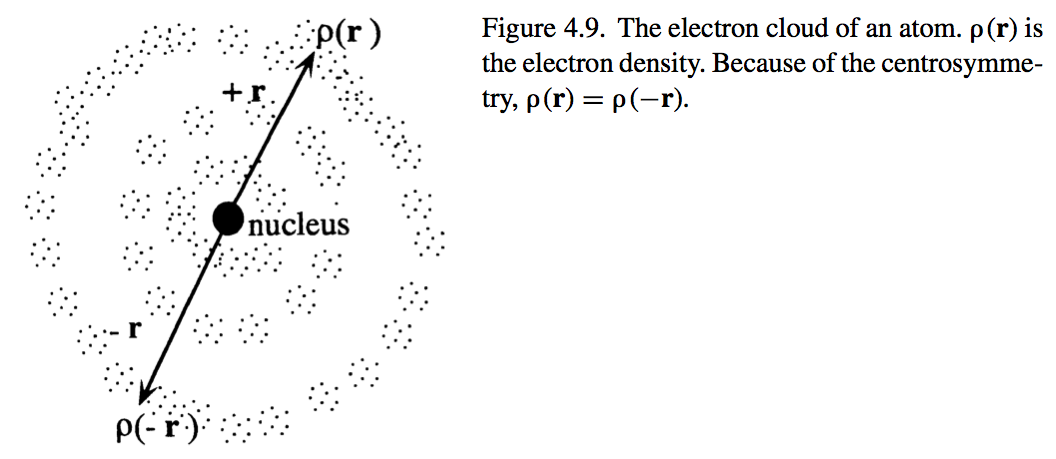 ρ(r)
+r
nucleus
- r
ρ(- r)
Figure 4.9. The electron cloud of an atom. ρ(r) is
the electron density. Because of the centrosymme-
try, ρ(r) = ρ(−r).